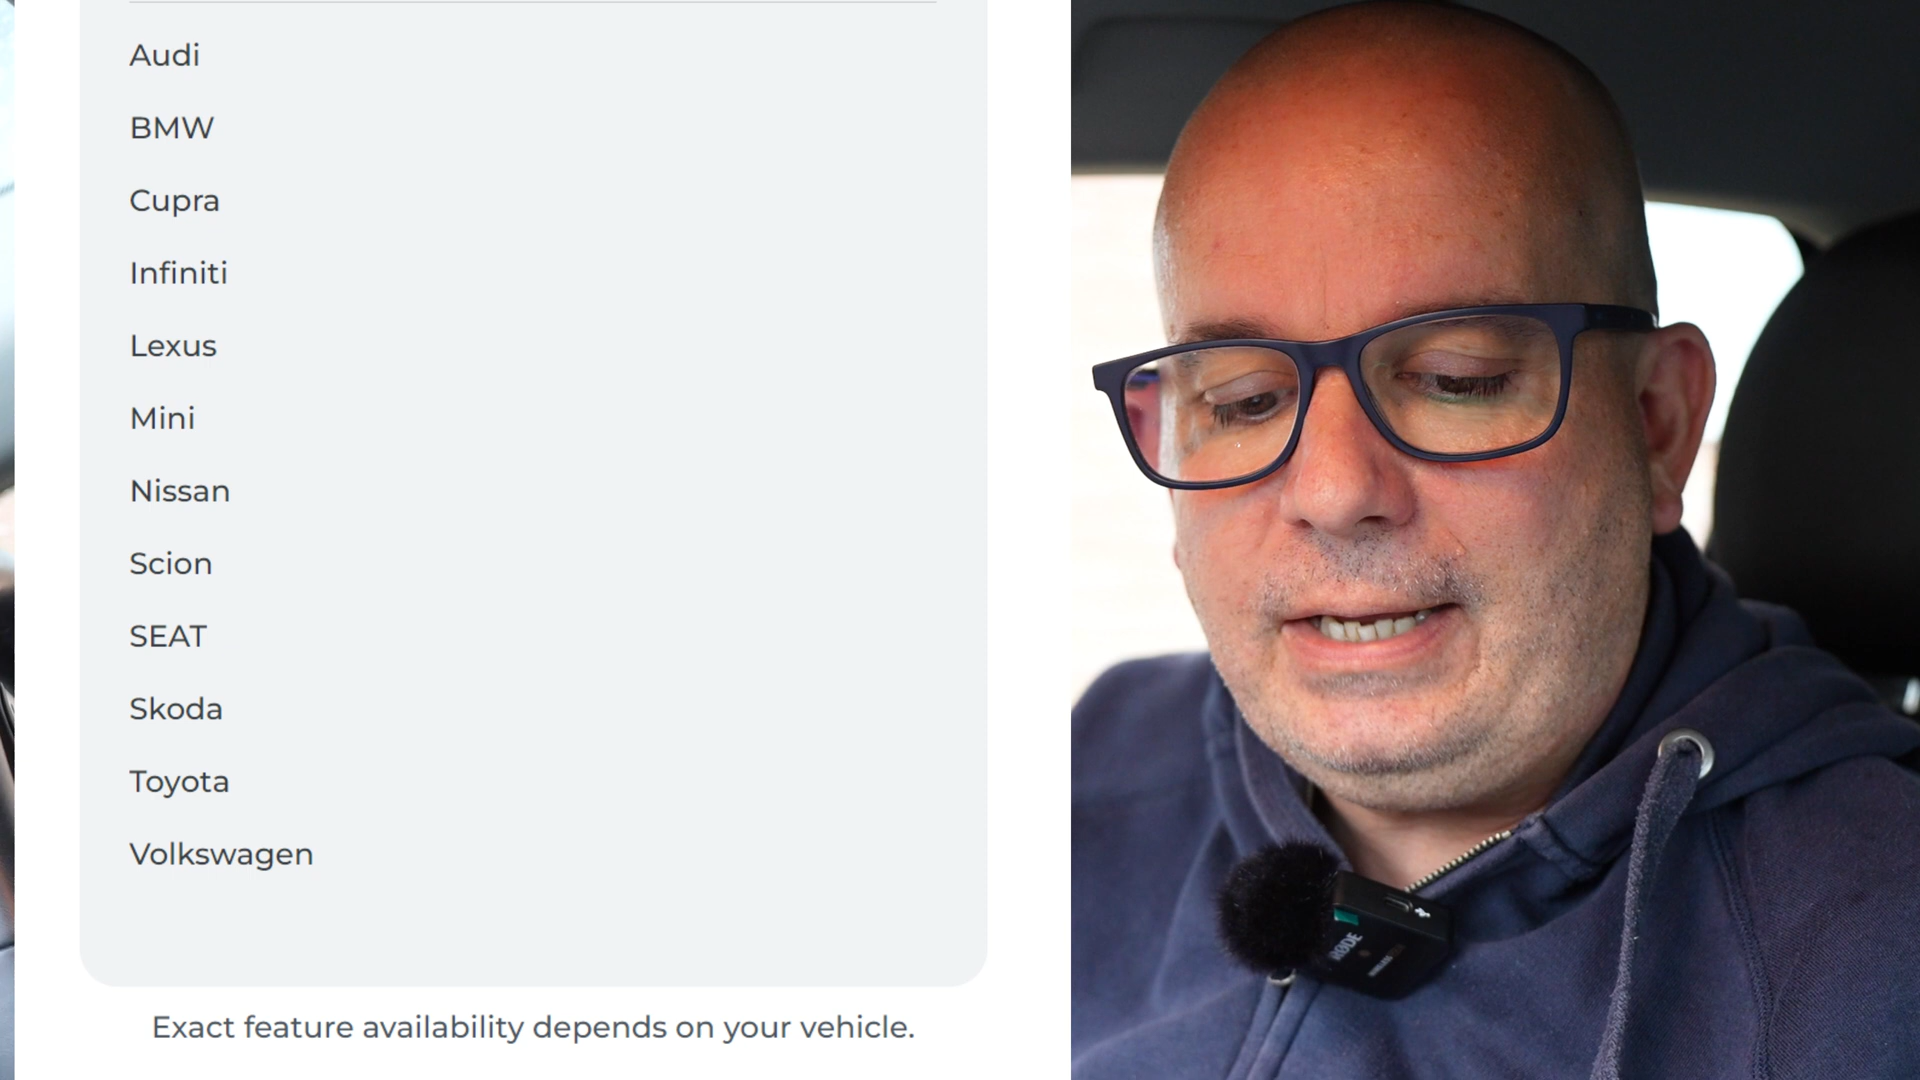 Audi
BMW
Cupra
Infiniti
Lexus
Mini
Nissan
Scion
SEAT
Skoda
Toyota
Volkswagen
Exact feature availability depends on your vehicle.
RØDE